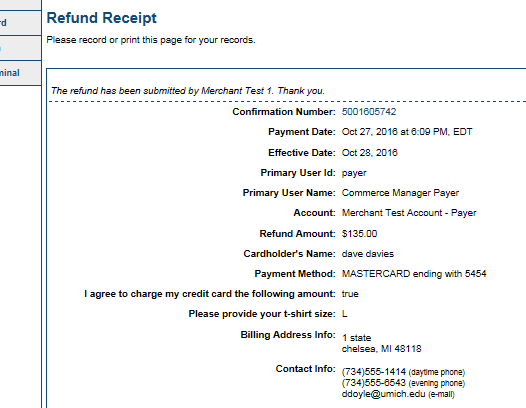 rd
minal
Refund Receipt
Please record or print this page for your records.
The refund has been submitted by Merchant Test 1. Thank you.
Confirmation Number: 5001605742
Payment Date: Oct 27, 2016 at 6:09 PM, EDT
Effective Date: Oct 28, 2016
Primary User Id: payer
Primary User Name: Commerce Manager Payer
Account: Merchant Test Account - Payer
Refund Amount: $135.00
Cardholder's Name: dave davies
Payment Method: MASTERCARD ending with 5454
I agree to charge my credit card the following amount: true
Please provide your t-shirt size: L
Billing Address Info: 1 state
chelsea, MI 48118
Contact Info: (734)555-1414 (daytime phone)
(734)555-6543 (evening phone)
ddoyle@umich.edu (e-mail)